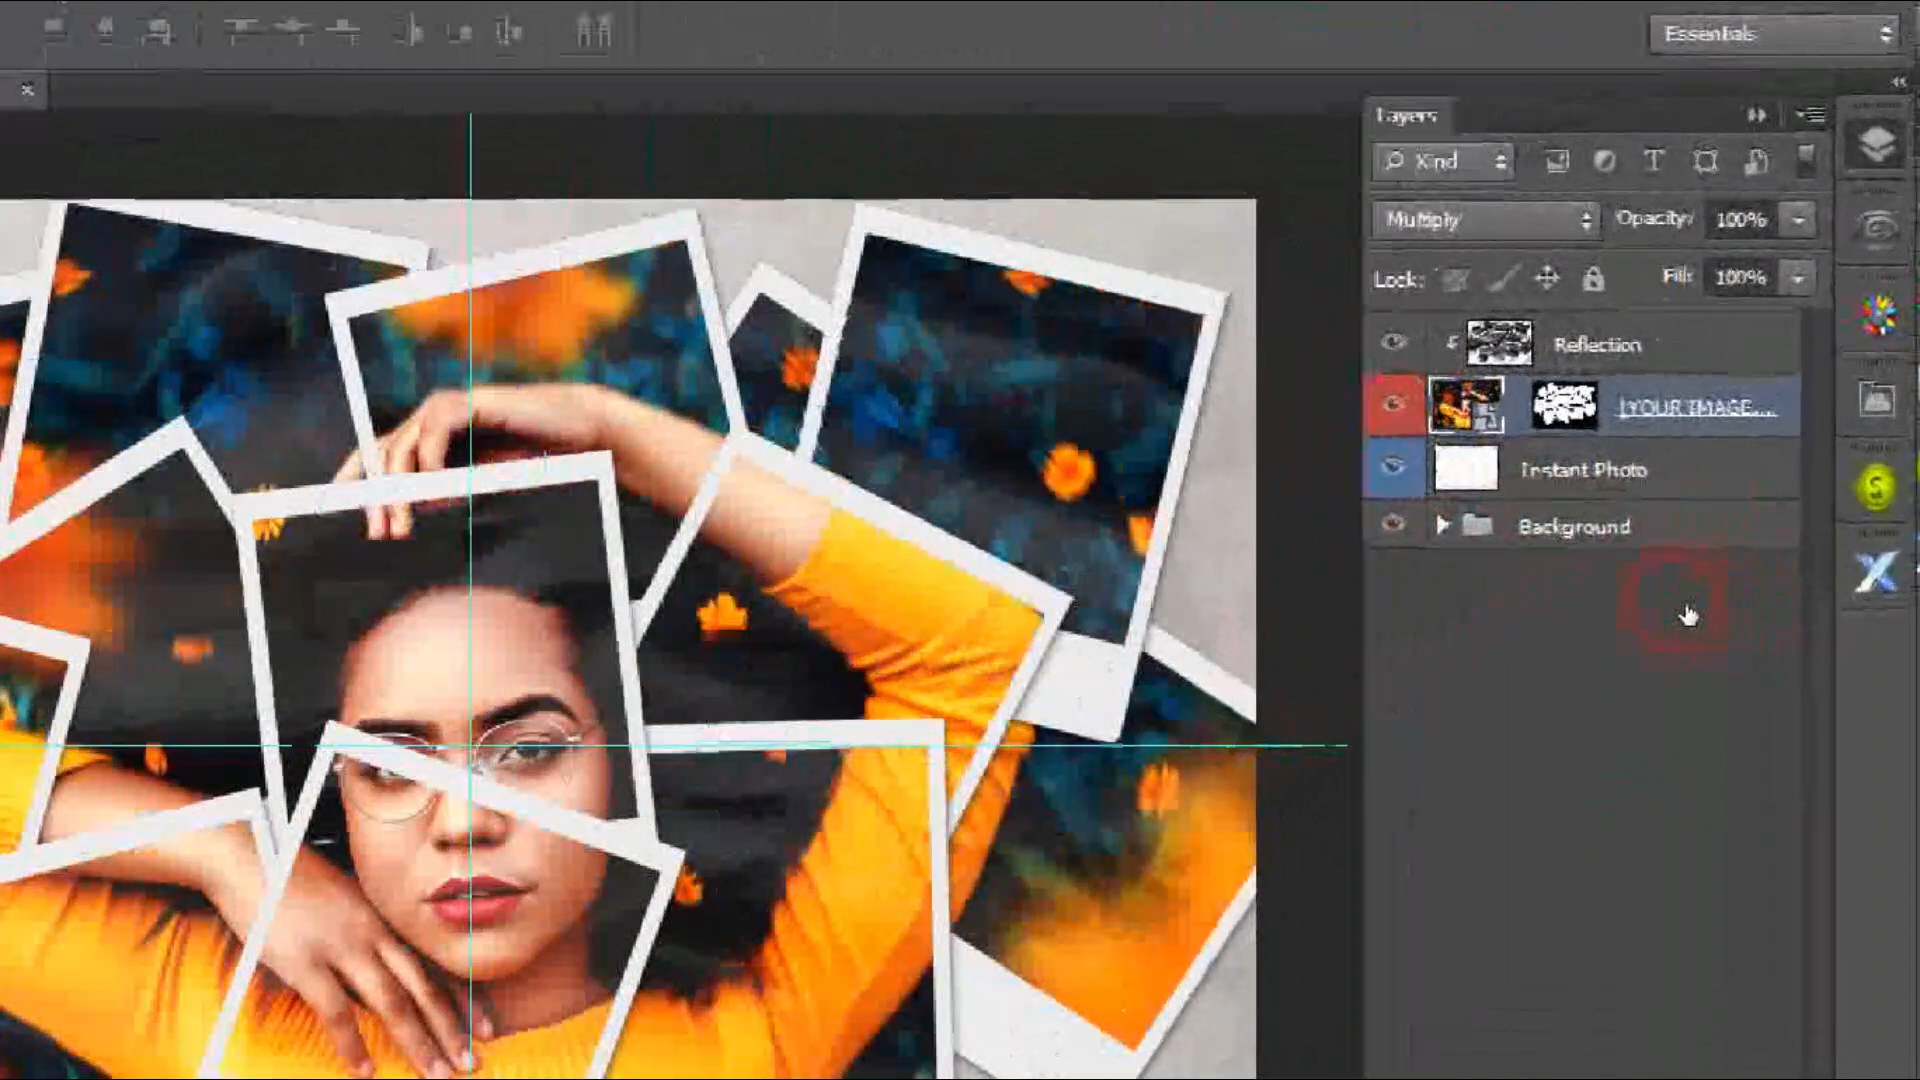 Essentials
Layers
Kind
Multiply Opacity: 100%
Lock: Fill: 100%
Reflection
YOUR IMAGE...
Instant Photo
Background